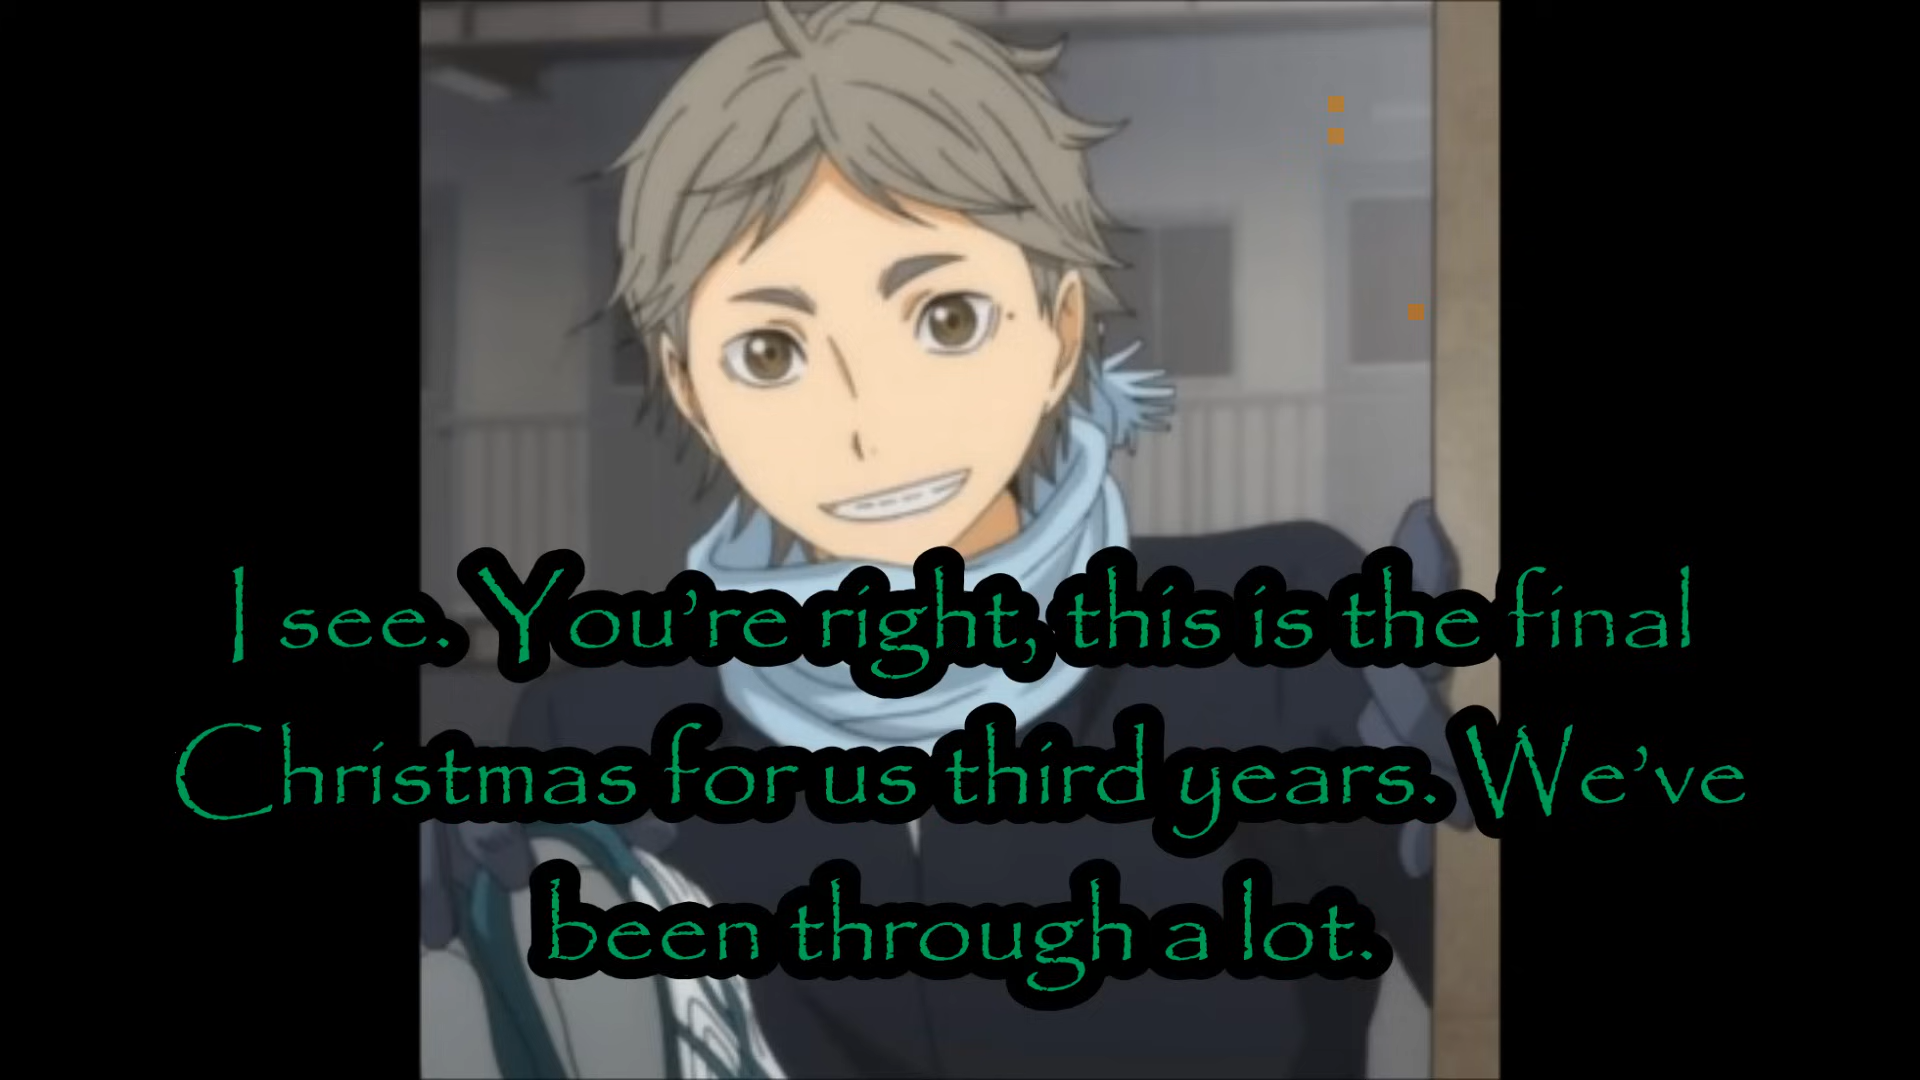 I see. You’re right, this is the final
Christmas for us third years. We’ve
been through a lot.